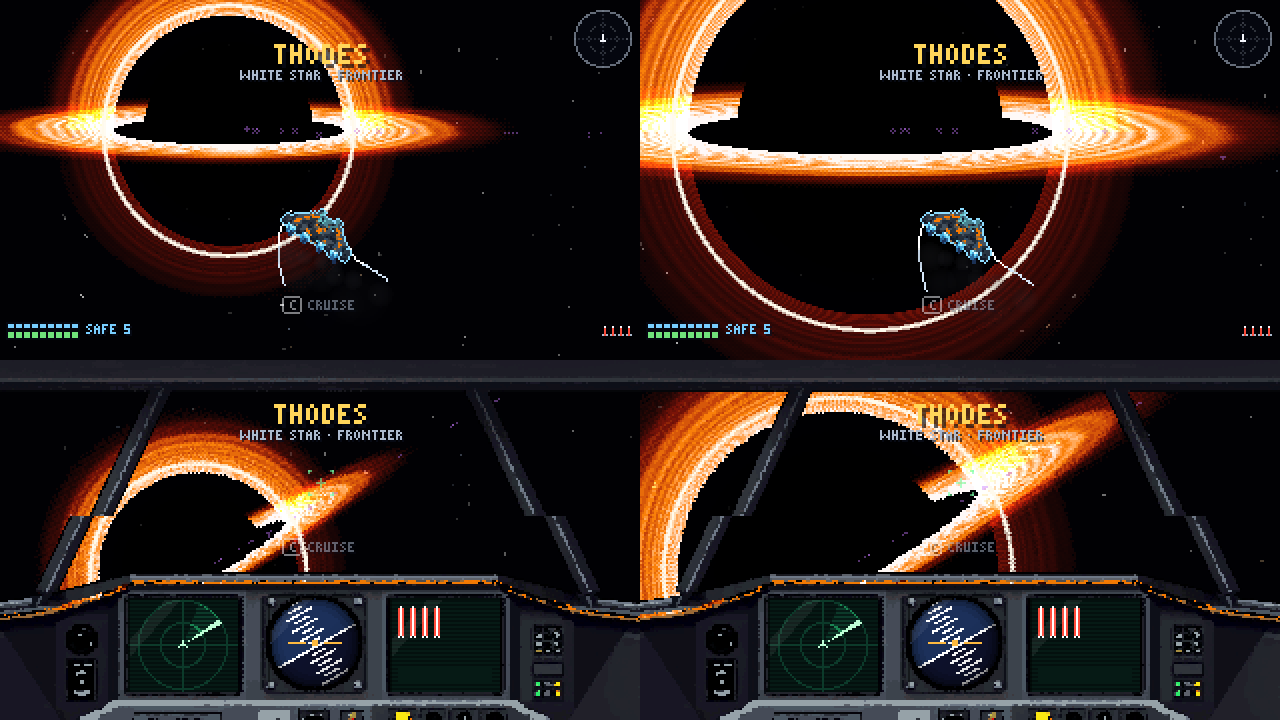 THODES
WHITE STAR · FRONTIER
C CRUISE
SAFE 5
THODES
WHITE STAR · FRONTIER
C CRUISE
SAFE 5
THODES
WHITE STAR · FRONTIER
C CRUISE
THODES
WHITE STAR · FRONTIER
C CRUISE